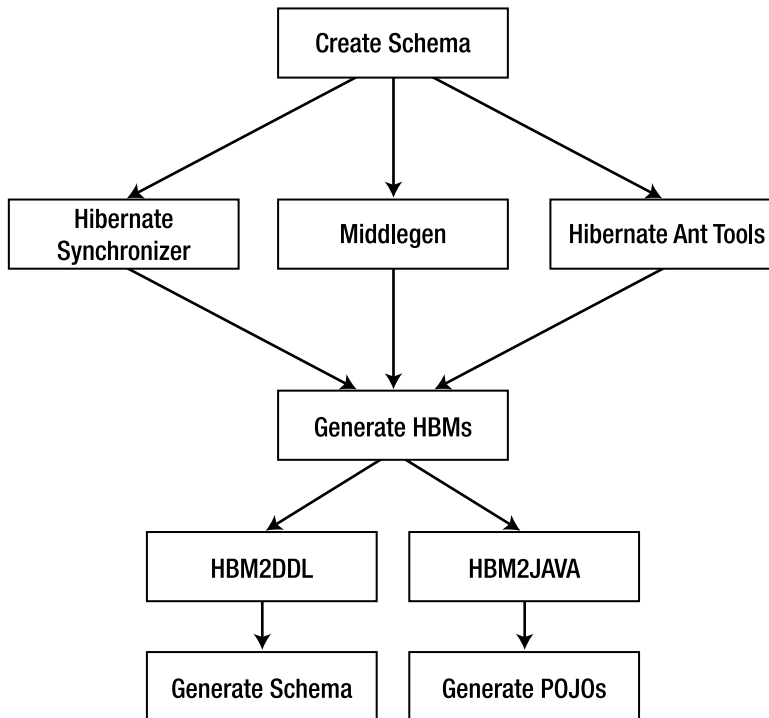 Create Schema
Hibernate
Synchronizer
Middlegen
Hibernate Ant Tools
Generate HBMs
HBM2DDL
HBM2JAVA
Generate Schema
Generate POJOs